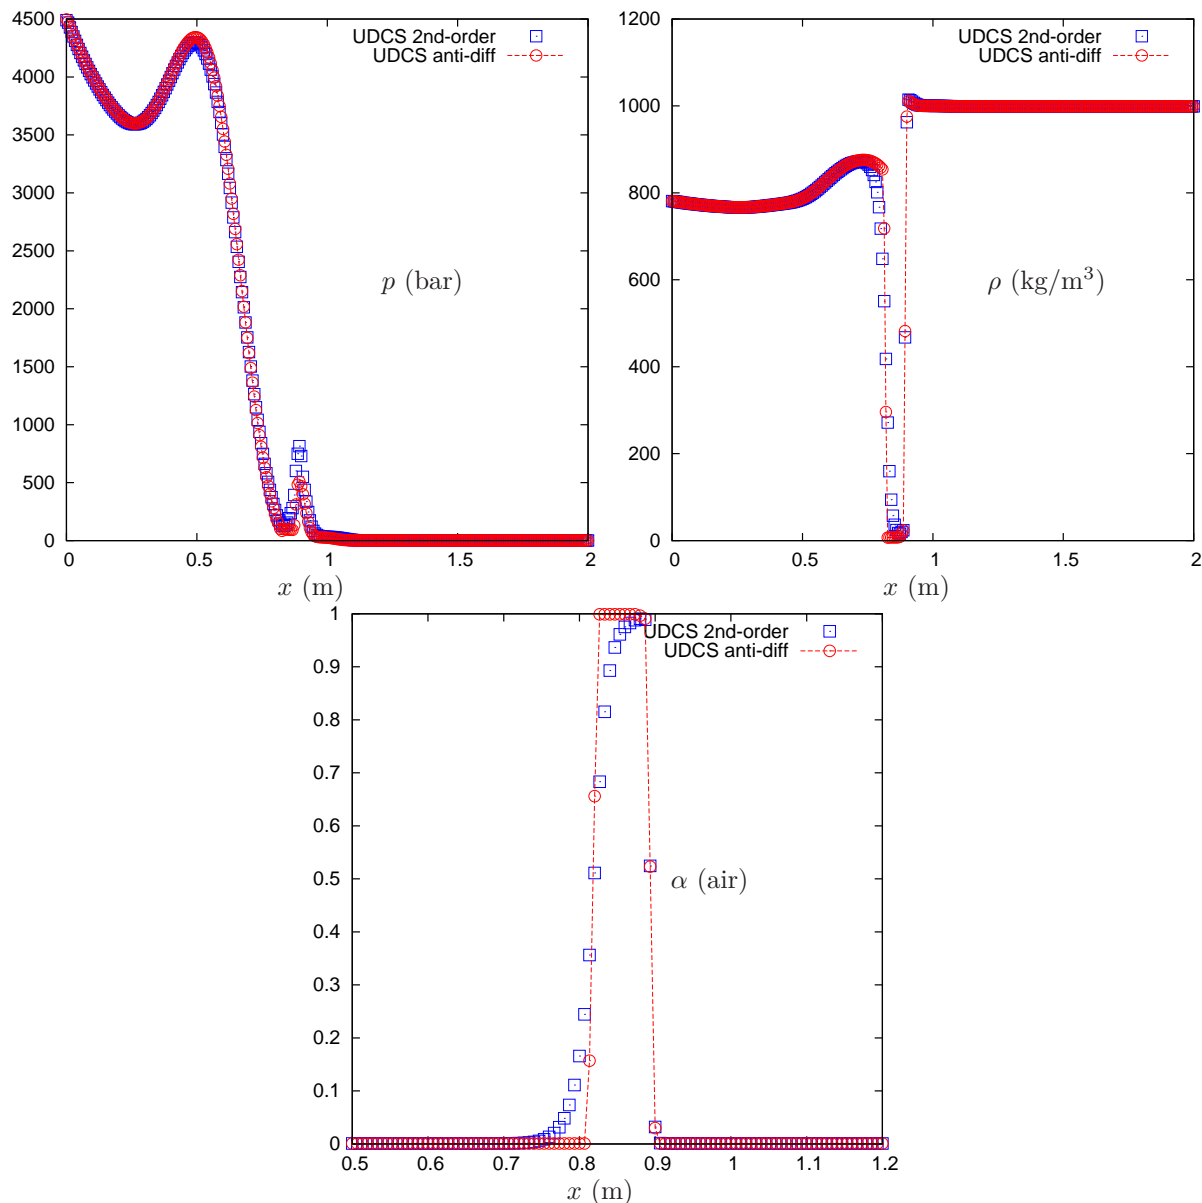 4500
4000
3500
3000
2500
2000
1500
1000
500
0
0 0.5 1 1.5 2
x (m)
UDCS 2nd-order
UDCS anti-diff
p (bar)
1200
1000
800
600
400
200
0
0 0.5 1 1.5 2
x (m)
UDCS 2nd-order
UDCS anti-diff
ρ (kg/m³)
1
0.9
0.8
0.7
0.6
0.5
0.4
0.3
0.2
0.1
0
0.5 0.6 0.7 0.8 0.9 1 1.1 1.2
x (m)
UDCS 2nd-order
UDCS anti-diff
α (air)